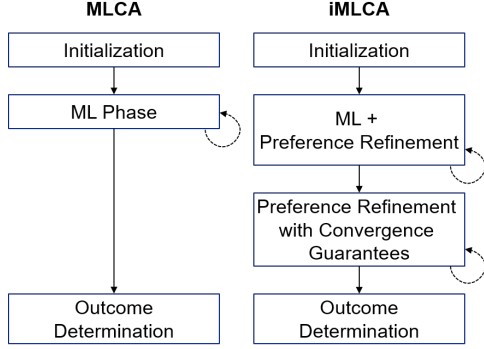 MLCA
Initialization
ML Phase
Outcome
Determination
iMLCA
Initialization
ML +
Preference Refinement
Preference Refinement
with Convergence
Guarantees
Outcome
Determination